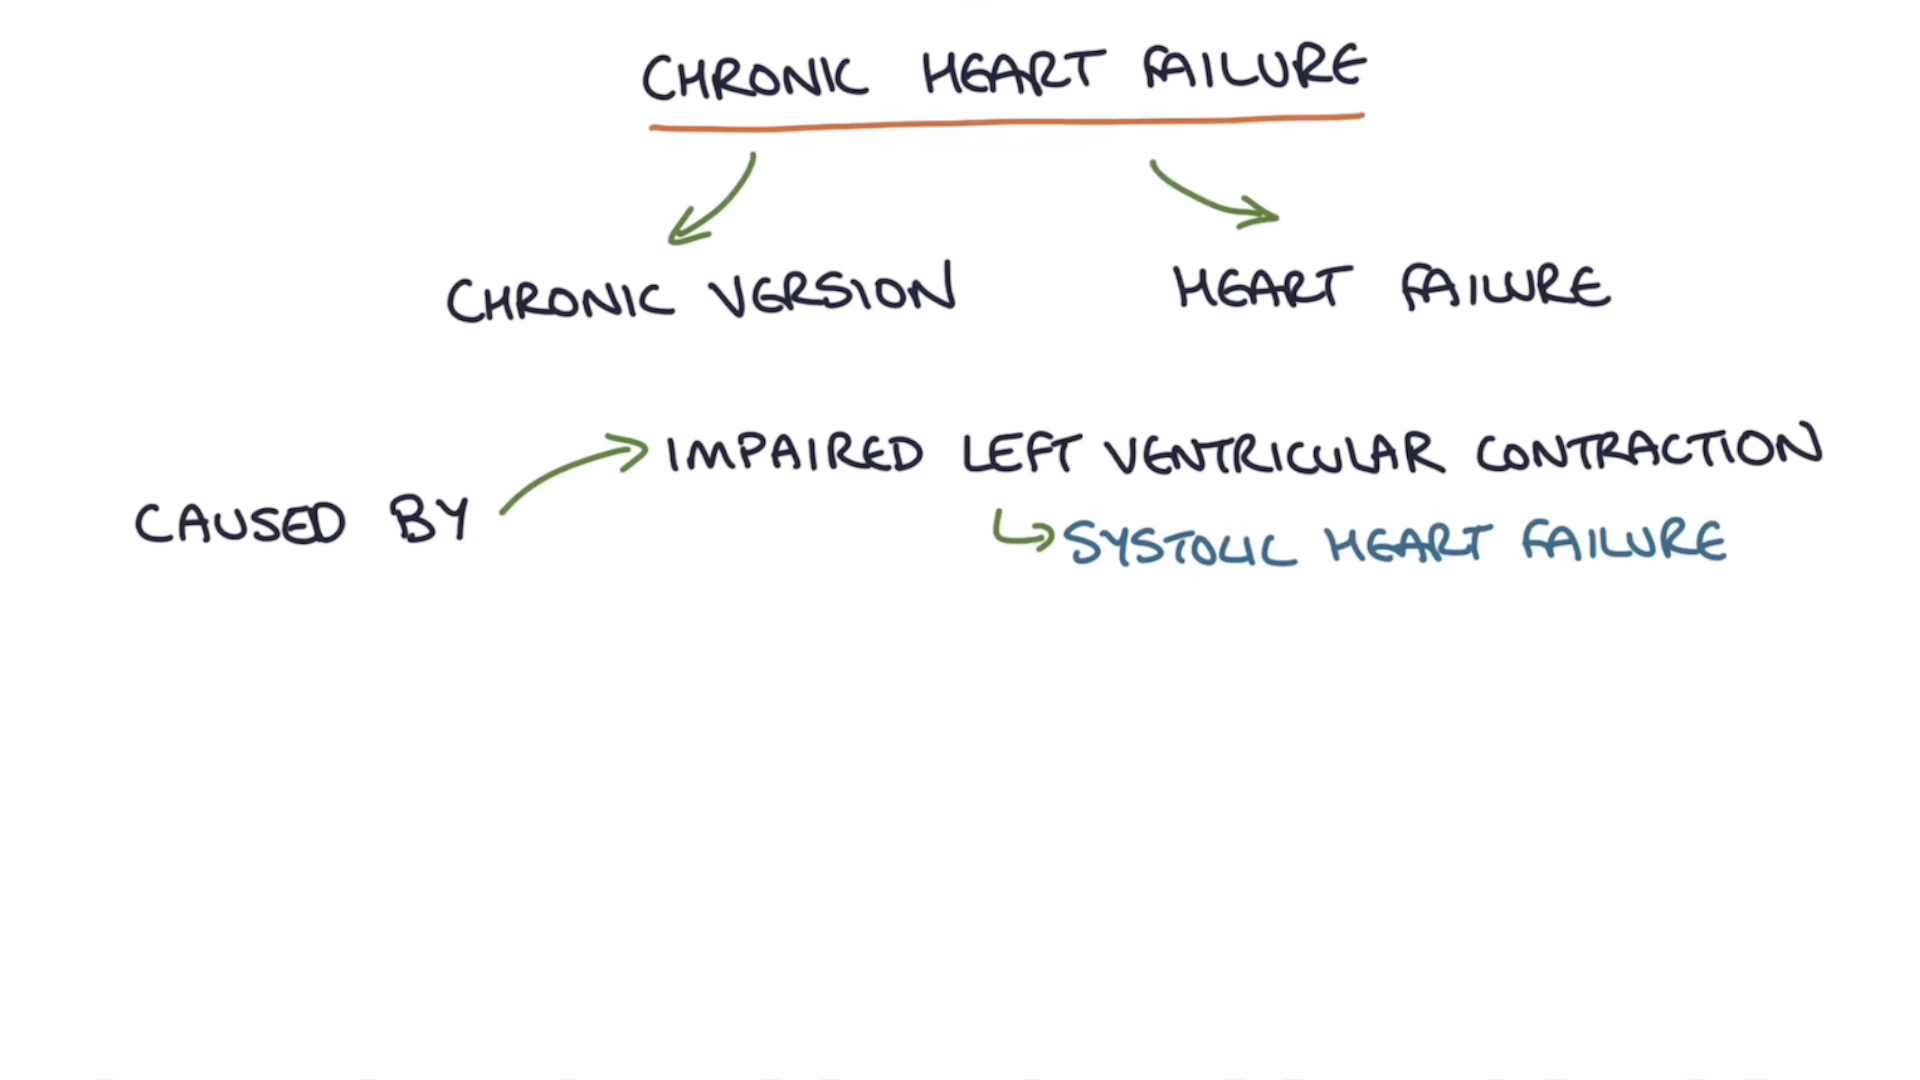 CHRONIC HEART FAILURE
CHRONIC VERSION
HEART FAILURE
CAUSED BY
IMPAIRED LEFT VENTRICULAR CONTRACTION
SYSTOLIC HEART FAILURE